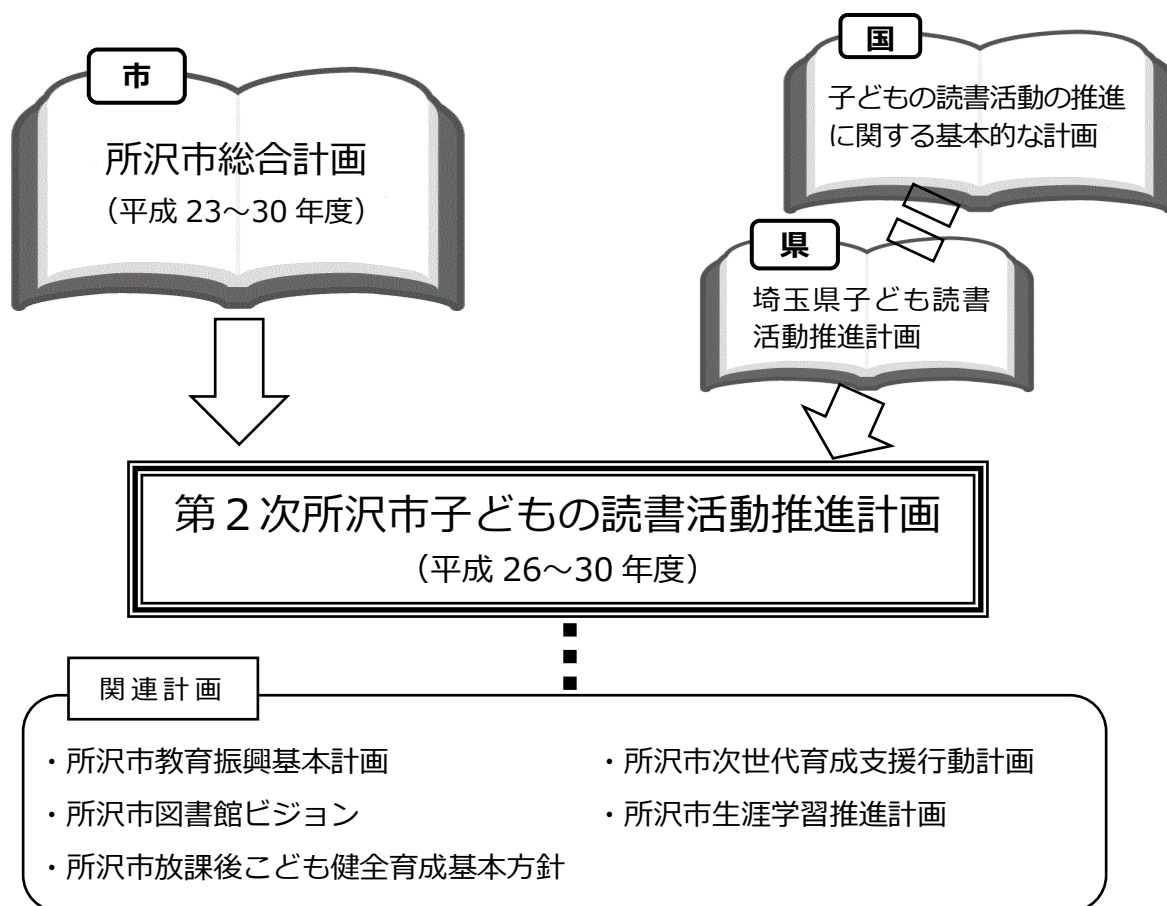 市
所沢市総合計画
（平成 23～30 年度）
国
子どもの読書活動の推進
に関する基本的な計画
県
埼玉県子ども読書
活動推進計画
第２次所沢市子どもの読書活動推進計画
（平成 26～30 年度）
関連計画
・所沢市教育振興基本計画
・所沢市次世代育成支援行動計画
・所沢市図書館ビジョン
・所沢市生涯学習推進計画
・所沢市放課後こども健全育成基本方針